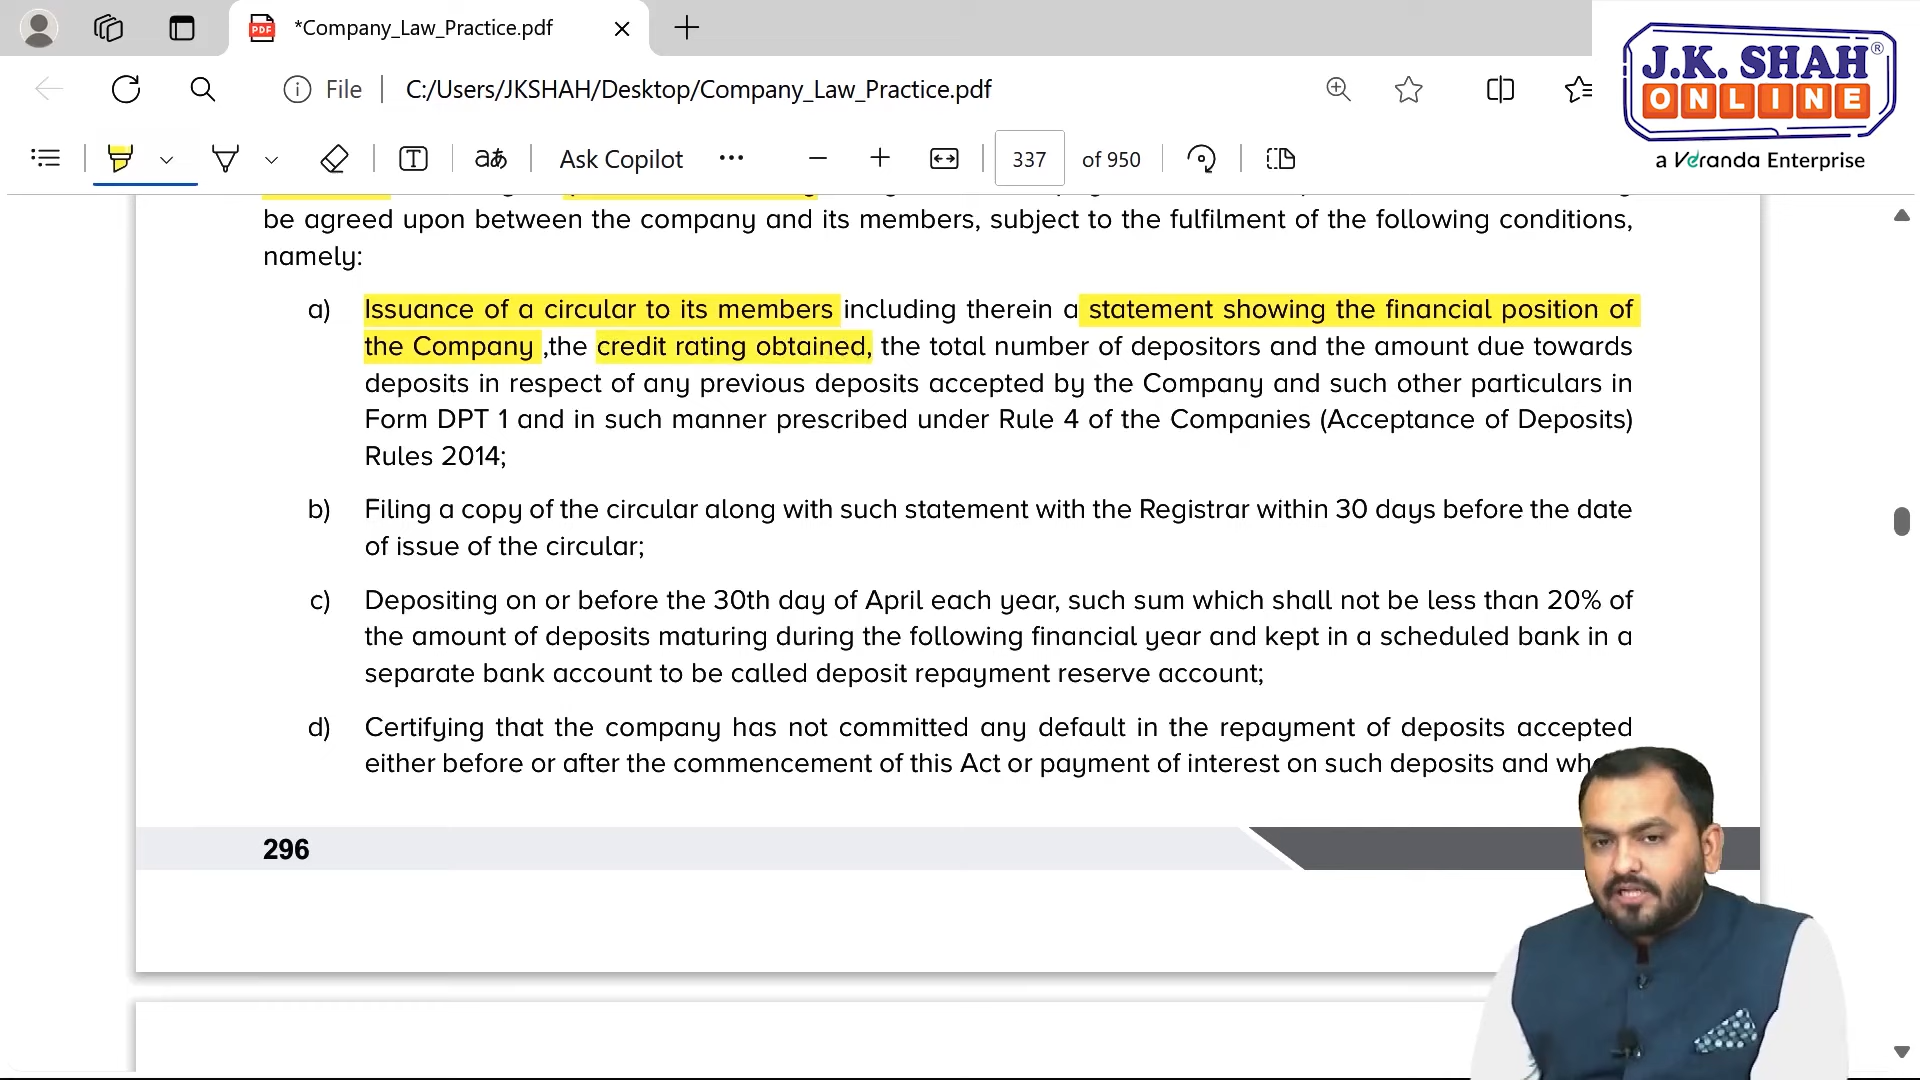 *Company_Law_Practice.pdf
File
C:/Users/JKSHAH/Desktop/Company_Law_Practice.pdf
J.K. SHAH®
ONLINE
a Veranda Enterprise
Ask Copilot
337 of 950
be agreed upon between the company and its members, subject to the fulfilment of the following conditions,
namely:
a) Issuance of a circular to its members including therein a statement showing the financial position of
the Company ,the credit rating obtained, the total number of depositors and the amount due towards
deposits in respect of any previous deposits accepted by the Company and such other particulars in
Form DPT 1 and in such manner prescribed under Rule 4 of the Companies (Acceptance of Deposits)
Rules 2014;
b) Filing a copy of the circular along with such statement with the Registrar within 30 days before the date
of issue of the circular;
c) Depositing on or before the 30th day of April each year, such sum which shall not be less than 20% of
the amount of deposits maturing during the following financial year and kept in a scheduled bank in a
separate bank account to be called deposit repayment reserve account;
d) Certifying that the company has not committed any default in the repayment of deposits accepted
either before or after the commencement of this Act or payment of interest on such deposits and
296